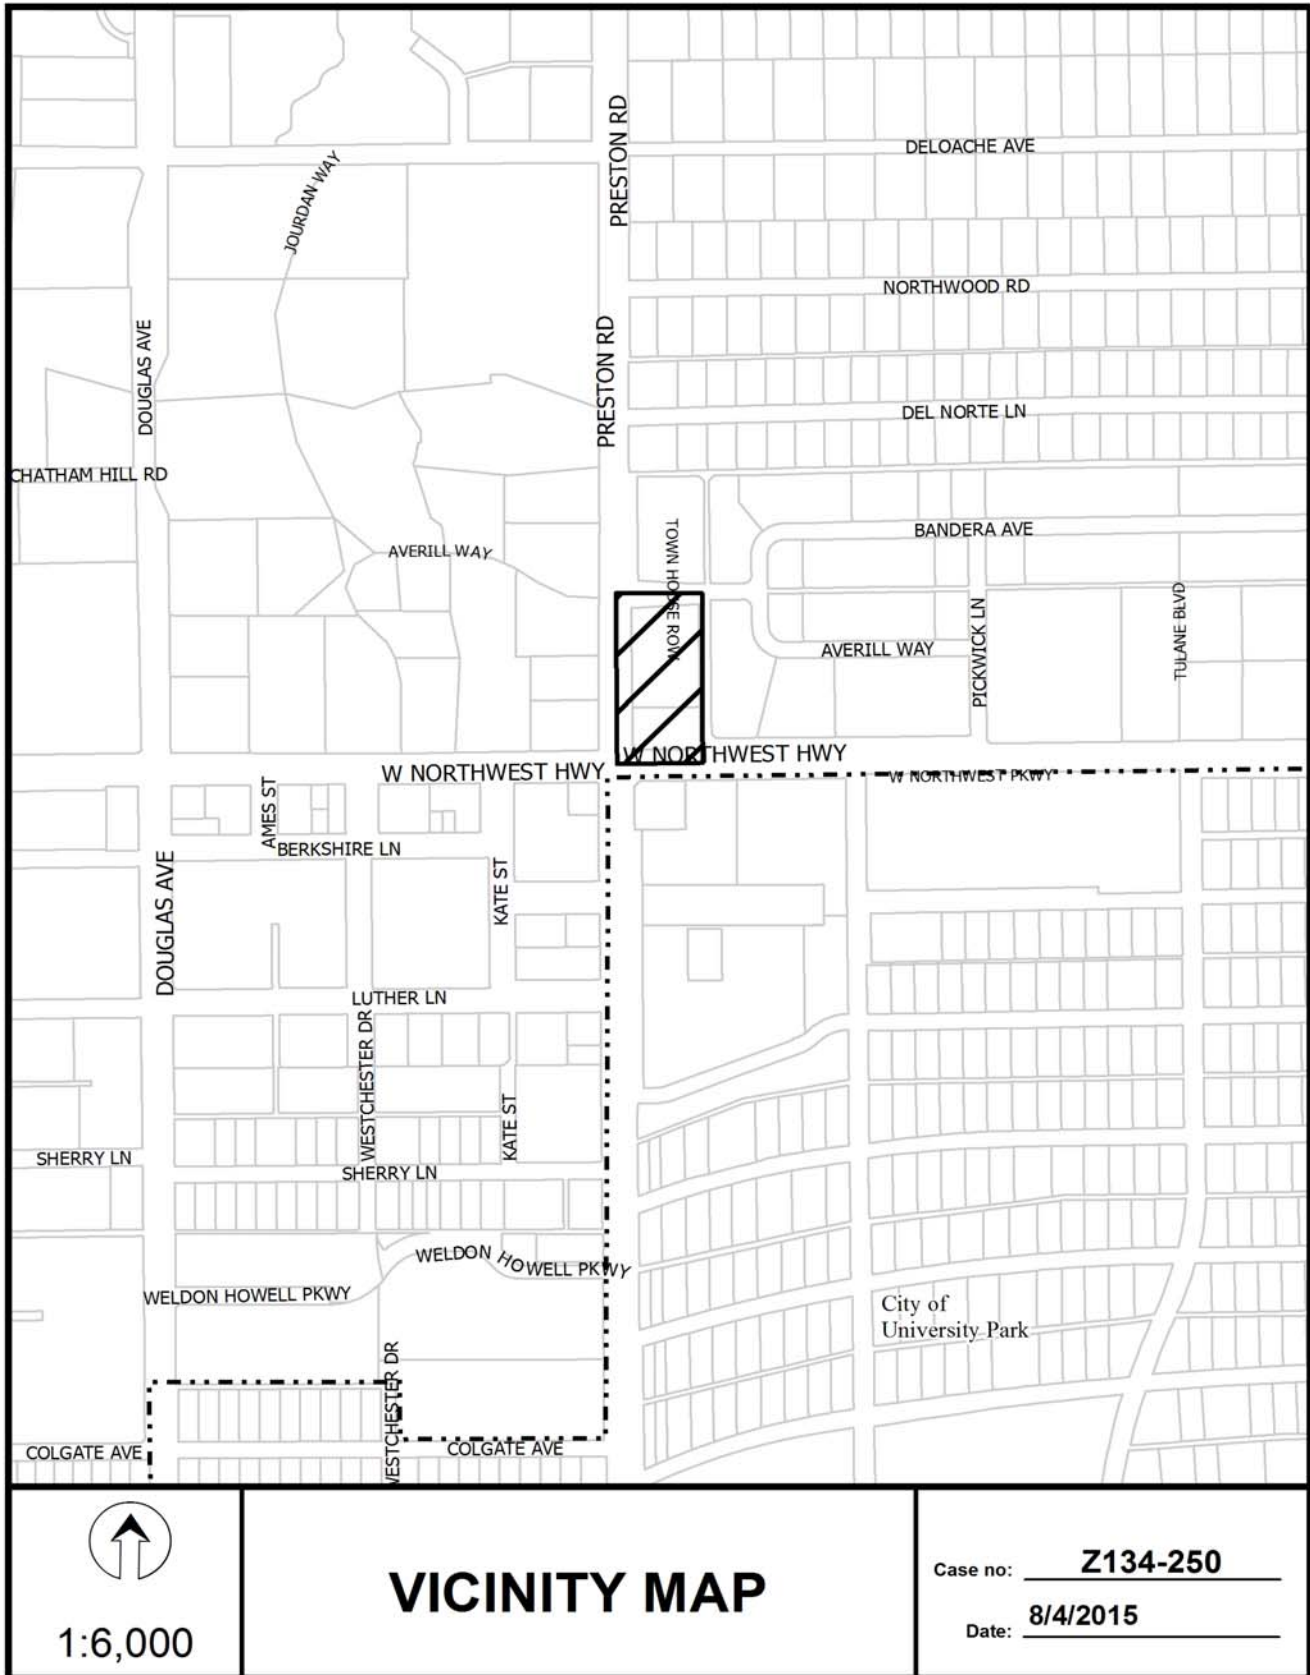 PRESTON RD
DELOACHE AVE
JOURDAN WAY
NORTHWOOD RD
DOUGLAS AVE
PRESTON RD
DEL NORTE LN
CHATHAM HILL RD
TOWN HOUSE ROW
BANDERA AVE
AVERILL WAY
PICKWICK LN
TULANE BLVD
AVERILL WAY
W NORTHWEST HWY
W NORTHWEST HWY
W NORTHWEST PKWY
AMES ST
BERKSHIRE LN
DOUGLAS AVE
KATE ST
LUTHER LN
WESTCHESTER DR
KATE ST
SHERRY LN
SHERRY LN
WELDON HOWELL PKWY
WELDON HOWELL PKWY
City of
University Park
WESTCHESTER DR
COLGATE AVE
COLGATE AVE
1:6,000
VICINITY MAP
Case no: Z134-250
Date: 8/4/2015